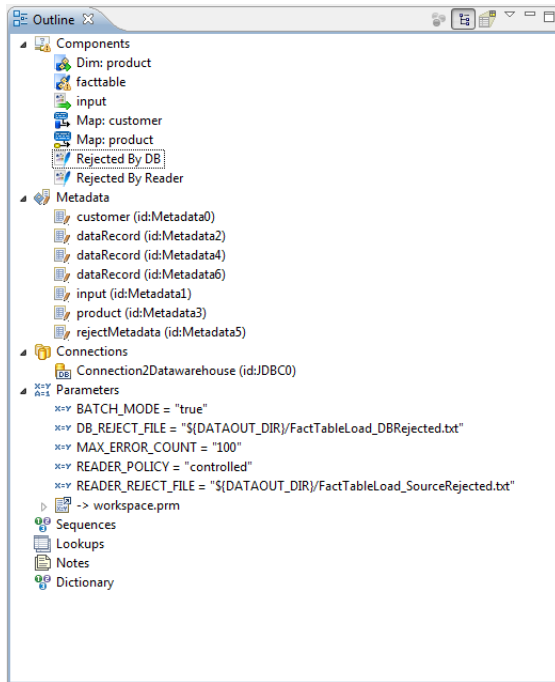 Outline
Components
Dim: product
facttable
input
Map: customer
Map: product
Rejected By DB
Rejected By Reader
Metadata
customer (id:Metadata0)
dataRecord (id:Metadata2)
dataRecord (id:Metadata4)
dataRecord (id:Metadata6)
input (id:Metadata1)
product (id:Metadata3)
rejectMetadata (id:Metadata5)
Connections
Connection2Datawarehouse (id:JDBC0)
Parameters
BATCH_MODE = "true"
DB_REJECT_FILE = "${DATAOUT_DIR}/FactTableLoad_DBRejected.txt"
MAX_ERROR_COUNT = "100"
READER_POLICY = "controlled"
READER_REJECT_FILE = "${DATAOUT_DIR}/FactTableLoad_SourceRejected.txt"
-> workspace.prm
Sequences
Lookups
Notes
Dictionary